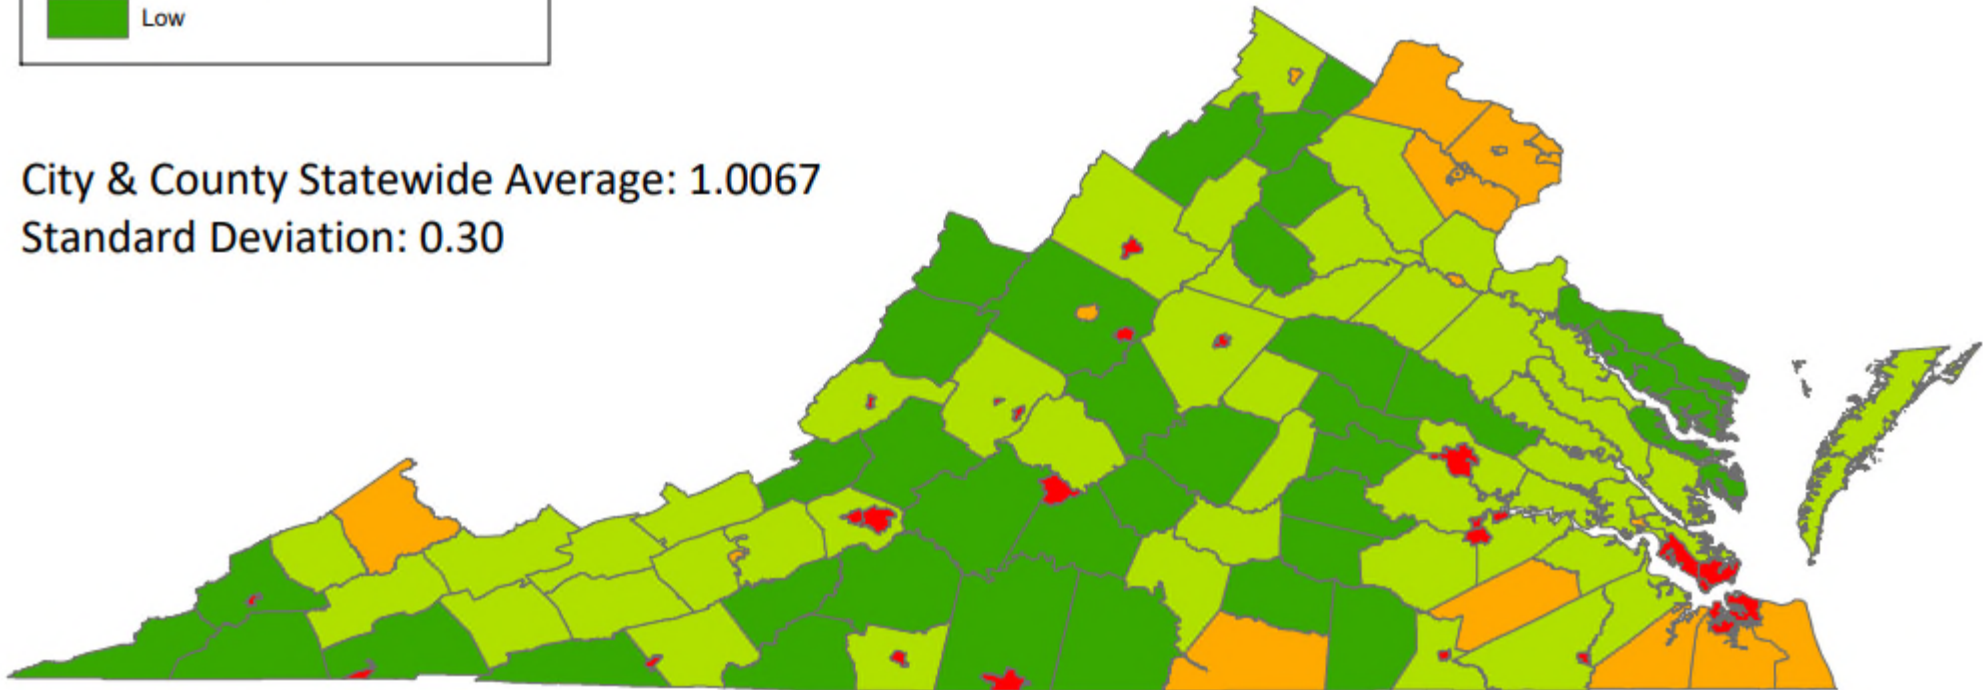 Low
City & County Statewide Average: 1.0067
Standard Deviation: 0.30